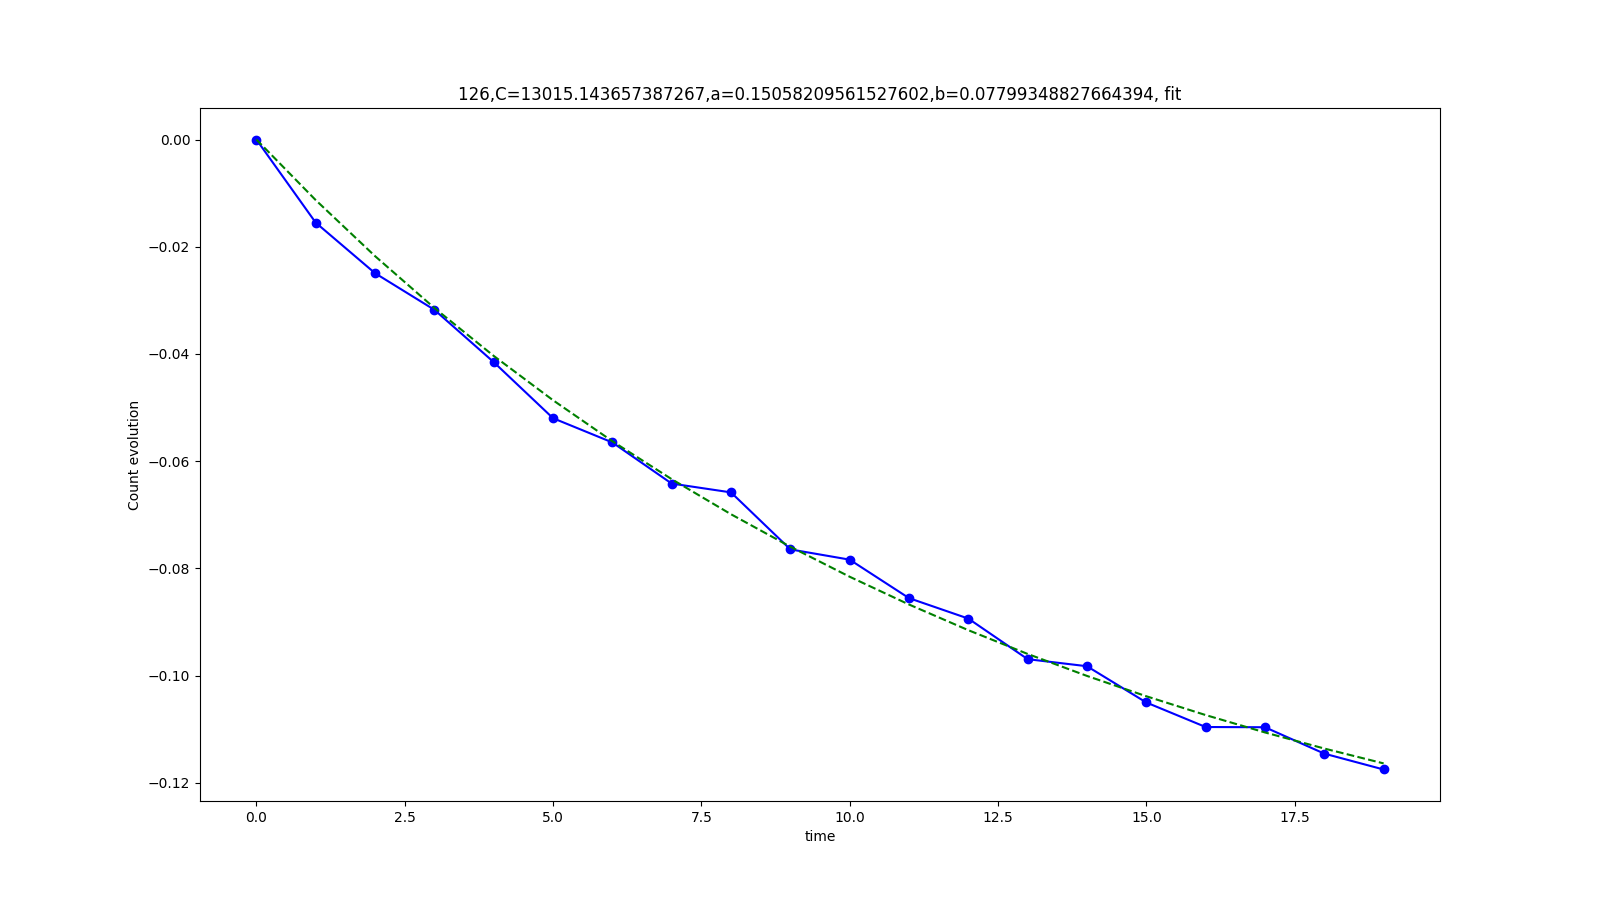 126,C=13015.143657387267,a=0.15058209561527602,b=0.07799348827664394, fit
0.00
−0.02
−0.04
−0.06
−0.08
−0.10
−0.12
Count evolution
0.0 2.5 5.0 7.5 10.0 12.5 15.0 17.5
time